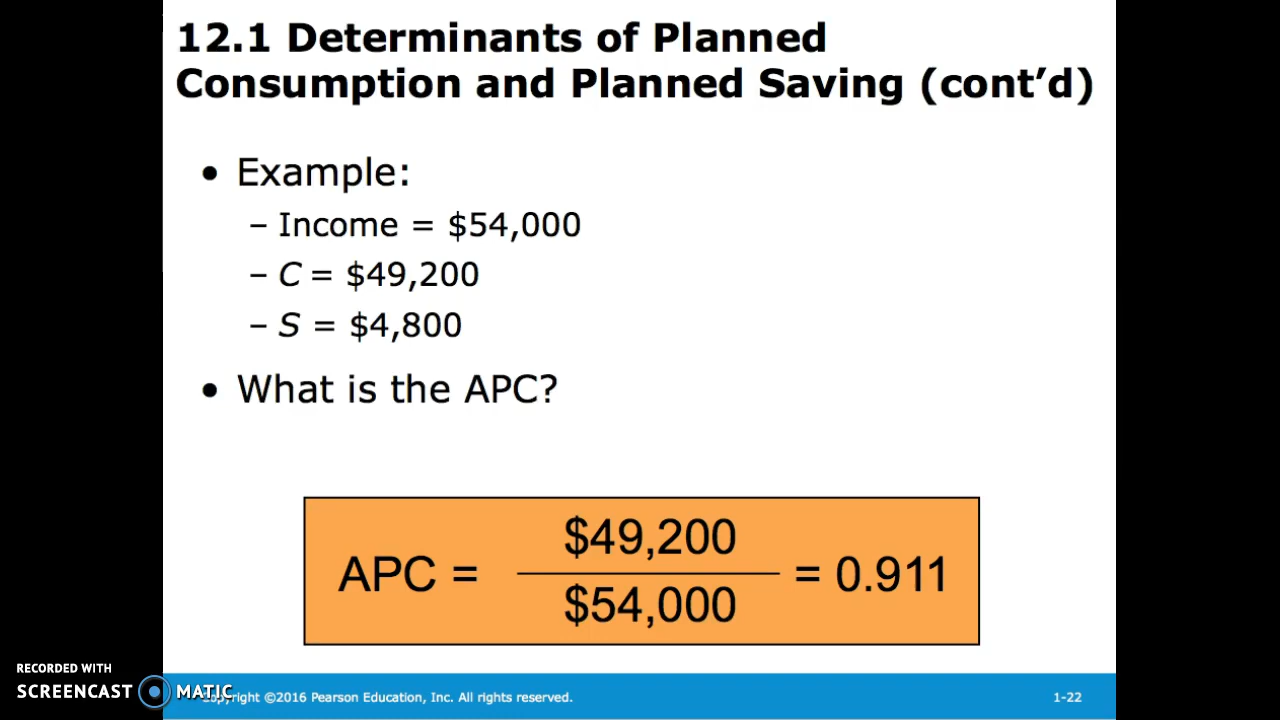 12.1 Determinants of Planned
Consumption and Planned Saving (cont’d)
• Example:
– Income = $54,000
– C = $49,200
– S = $4,800
• What is the APC?
$49,200
APC = = 0.911
$54,000
RECORDED WITH
SCREENCAST MATIC
Copyright ©2016 Pearson Education, Inc. All rights reserved.
1-22